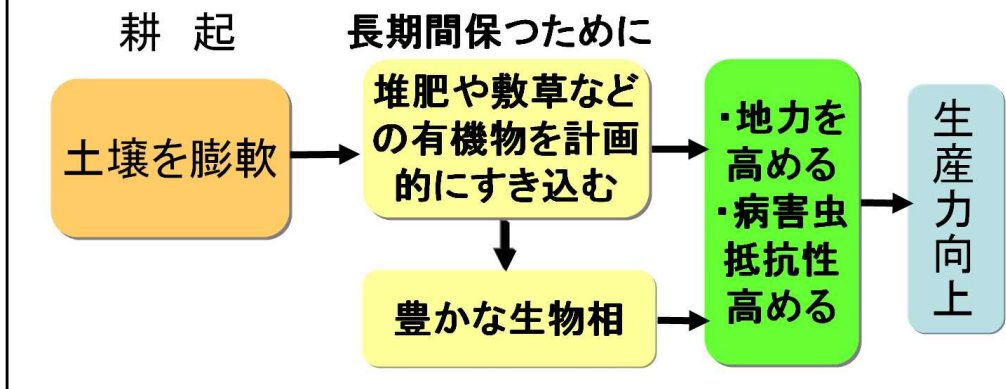 耕 起
土壌を膨軟
長期間保つために
堆肥や敷草など
の有機物を計画
的にすき込む
豊かな生物相
・地力を
高める
・病害虫
抵抗性
高める
生産力向上